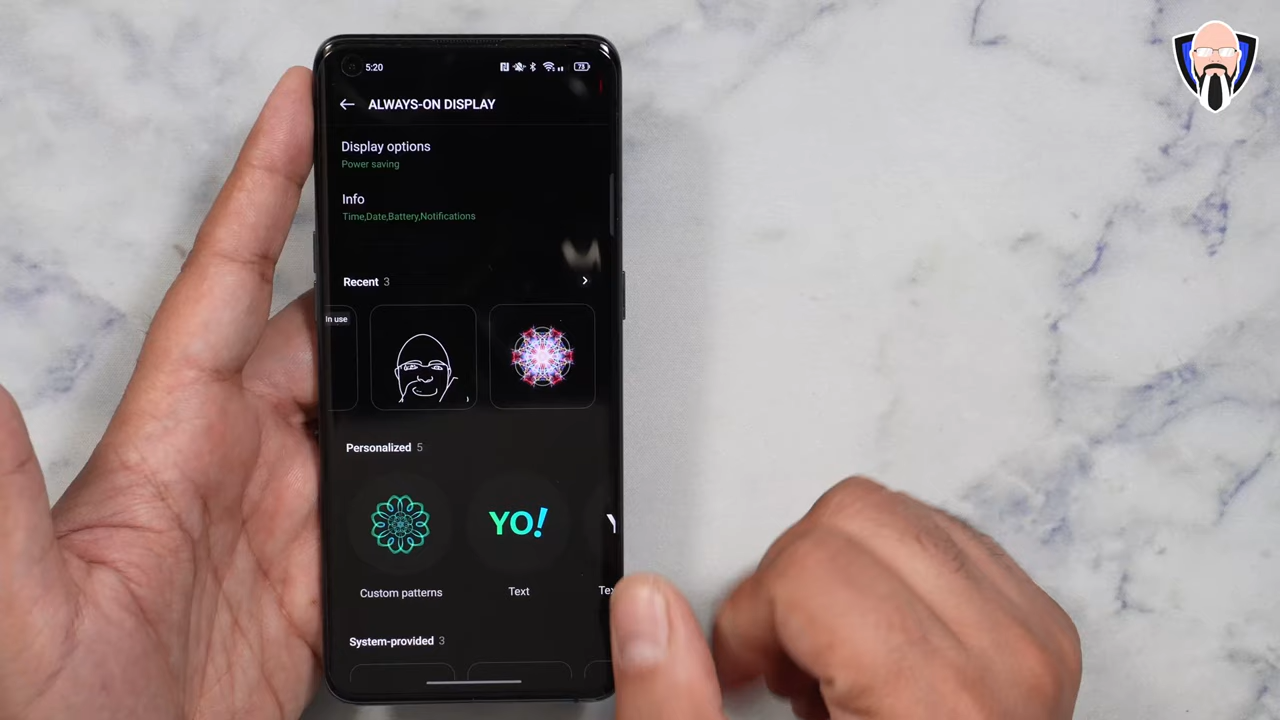 5:20
73
ALWAYS-ON DISPLAY
Display options
Power saving
Info
Time,Date,Battery,Notifications
Recent 3
In use
Personalized 5
YO!
Custom patterns
Text
System-provided 3